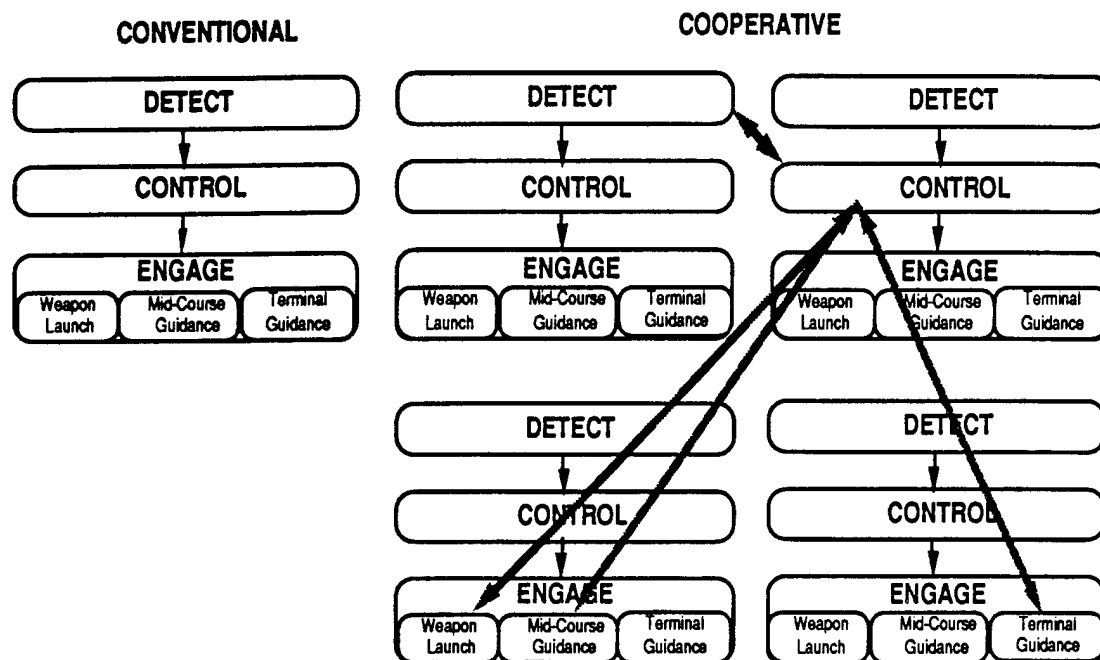 CONVENTIONAL
DETECT
CONTROL
ENGAGE
Weapon
Launch
Mid-Course
Guidance
Terminal
Guidance
COOPERATIVE
DETECT
CONTROL
ENGAGE
Weapon
Launch
Mid-Course
Guidance
Terminal
Guidance
DETECT
CONTROL
ENGAGE
Weapon
Launch
Mid-Course
Guidance
Terminal
Guidance
DETECT
CONTROL
ENGAGE
Weapon
Launch
Mid-Course
Guidance
Terminal
Guidance
DETECT
CONTROL
ENGAGE
Weapon
Launch
Mid-Course
Guidance
Terminal
Guidance